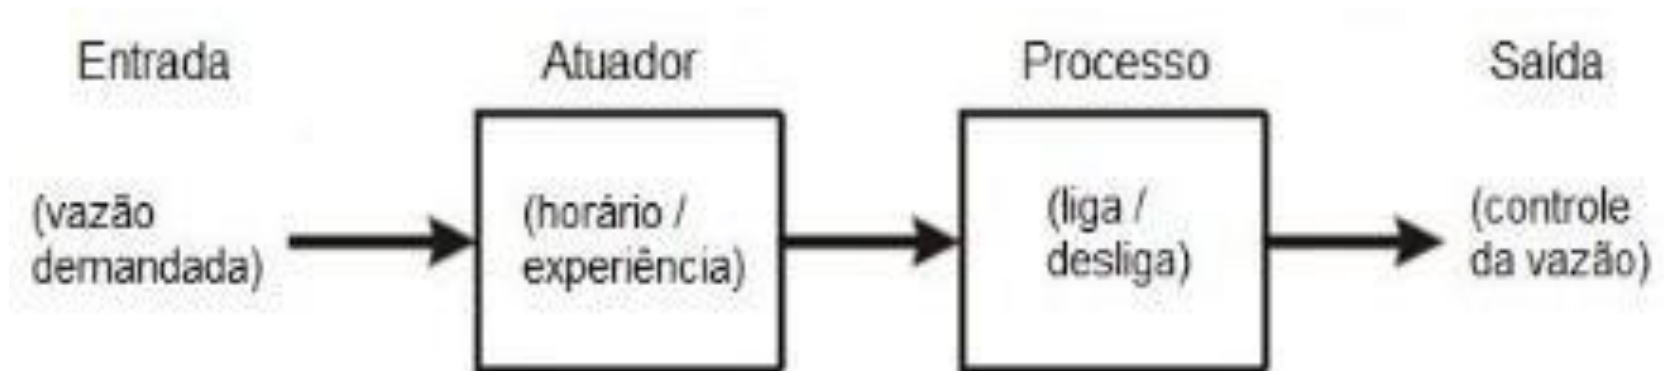 Entrada
Atuador
Processo
Saída
(vazão
demandada)
(horário /
experiência)
(liga /
desliga)
(controle
da vazão)